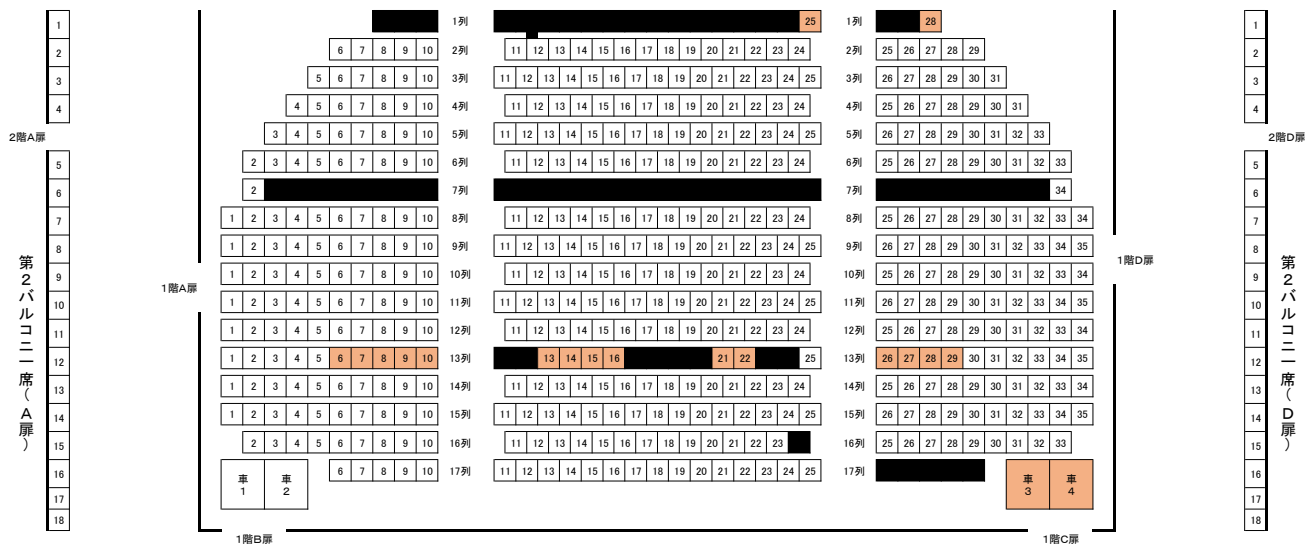 1
2
3
4
2階A扉
5
6
7
8
9
10
11
12
13
14
15
16
17
18
第2バルコニー席(A扉)
1列 25 1列 28
6 7 8 9 10 2列 11 12 13 14 15 16 17 18 19 20 21 22 23 24 2列 25 26 27 28 29
5 6 7 8 9 10 3列 11 12 13 14 15 16 17 18 19 20 21 22 23 24 25 3列 26 27 28 29 30 31
4 5 6 7 8 9 10 4列 11 12 13 14 15 16 17 18 19 20 21 22 23 24 4列 25 26 27 28 29 30 31
3 4 5 6 7 8 9 10 5列 11 12 13 14 15 16 17 18 19 20 21 22 23 24 25 5列 26 27 28 29 30 31 32 33
2 3 4 5 6 7 8 9 10 6列 11 12 13 14 15 16 17 18 19 20 21 22 23 24 6列 25 26 27 28 29 30 31 32 33
2 7列 7列 34
1 2 3 4 5 6 7 8 9 10 8列 11 12 13 14 15 16 17 18 19 20 21 22 23 24 8列 25 26 27 28 29 30 31 32 33 34
1 2 3 4 5 6 7 8 9 10 9列 11 12 13 14 15 16 17 18 19 20 21 22 23 24 25 9列 26 27 28 29 30 31 32 33 34 35
1階A扉 1階D扉
1 2 3 4 5 6 7 8 9 10 10列 11 12 13 14 15 16 17 18 19 20 21 22 23 24 10列 25 26 27 28 29 30 31 32 33 34
1 2 3 4 5 6 7 8 9 10 11列 11 12 13 14 15 16 17 18 19 20 21 22 23 24 25 11列 26 27 28 29 30 31 32 33 34 35
1 2 3 4 5 6 7 8 9 10 12列 11 12 13 14 15 16 17 18 19 20 21 22 23 24 12列 25 26 27 28 29 30 31 32 33 34
1 2 3 4 5 6 7 8 9 10 13列 13 14 15 16 21 22 25 13列 26 27 28 29 30 31 32 33 34 35
1 2 3 4 5 6 7 8 9 10 14列 11 12 13 14 15 16 17 18 19 20 21 22 23 24 14列 25 26 27 28 29 30 31 32 33 34
1 2 3 4 5 6 7 8 9 10 15列 11 12 13 14 15 16 17 18 19 20 21 22 23 24 25 15列 26 27 28 29 30 31 32 33 34 35
2 3 4 5 6 7 8 9 10 16列 11 12 13 14 15 16 17 18 19 20 21 22 23 16列 25 26 27 28 29 30 31 32 33
車1 車2 6 7 8 9 10 17列 11 12 13 14 15 16 17 18 19 20 21 22 23 24 25 17列 車3 車4
1階B扉 1階C扉
1
2
3
4
2階D扉
5
6
7
8
9
10
11
12
13
14
15
16
17
18
第2バルコニー席(D扉)